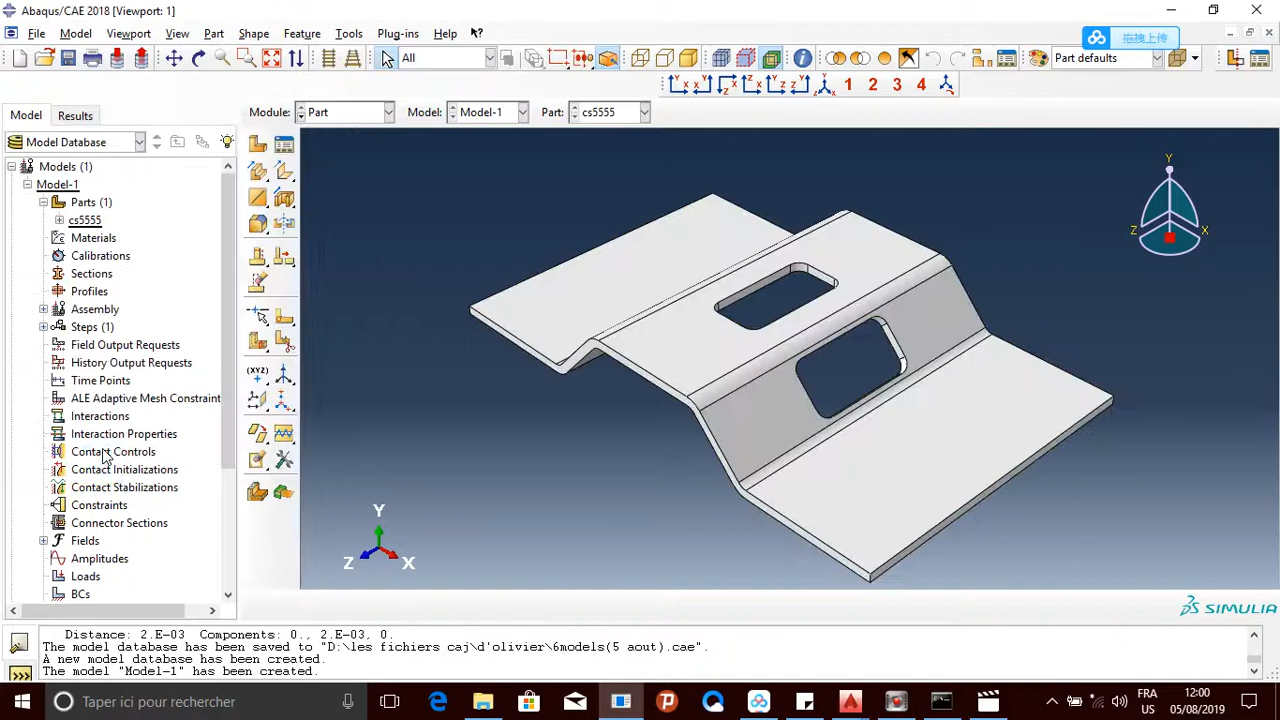 Abaqus/CAE 2018 [Viewport: 1]
File Model Viewport View Part Shape Feature Tools Plug-ins Help
拖拽上传
All
Part defaults
1 2 3 4
Model Results
Module: Part Model: Model-1 Part: cs5555
Model Database
Models (1)
Model-1
Parts (1)
cs5555
Materials
Calibrations
Sections
Profiles
Assembly
Steps (1)
Field Output Requests
History Output Requests
Time Points
ALE Adaptive Mesh Constraint
Interactions
Interaction Properties
Contact Controls
Contact Initializations
Contact Stabilizations
Constraints
Connector Sections
Fields
Amplitudes
Loads
BCs
(XYZ)
Y
Z X
Y
Z X
SIMULIA
Distance: 2.E-03 Components: 0., 2.E-03, 0.
The model database has been saved to "D:\les fichiers caj\d'olivier\6models(5 aout).cae".
A new model database has been created.
The model "Model-1" has been created.
>>>
Taper ici pour rechercher
FRA
US
12:00
05/08/2019